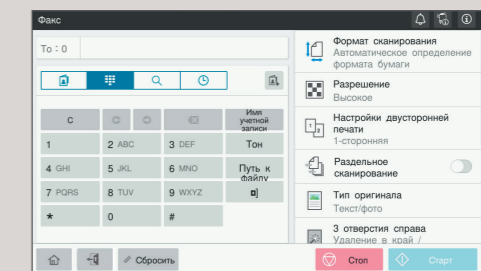 Факс
To : 0
C
Имя
учетной
записи
1
2 ABC
3 DEF
Тон
4 GHI
5 JKL
6 MNO
Путь к
файлу
7 PQRS
8 TUV
9 WXYZ
*
0
#
Сбросить
Формат сканирования
Автоматическое определение
формата бумаги
Разрешение
Высокое
Настройки двусторонней
печати
1-сторонняя
Раздельное
сканирование
Тип оригинала
Текст/фото
3 отверстия справа
Удаление в край /
Стоп
Старт